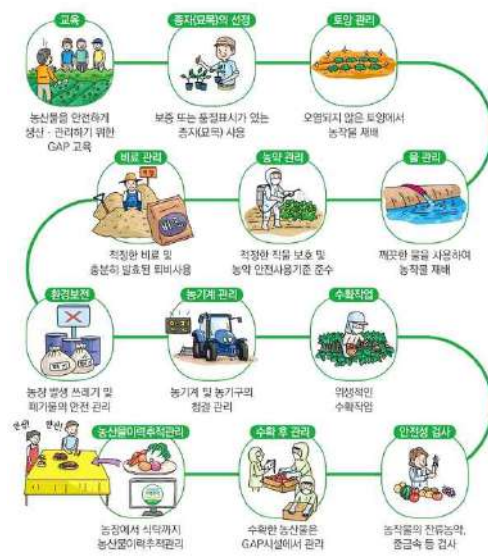 교육
농산물을 안전하게
생산·관리하기 위한
GAP 교육
종자(묘목)의 선정
보증 또는 품질표시가 있는
종자(묘목) 사용
토양 관리
오염되지 않은 토양에서
농작물 재배
비료 관리
적정한 비료 및
충분히 발효된 퇴비사용
농약 관리
적정한 작물 보호 및
농약 안전사용기준 준수
물 관리
깨끗한 물을 사용하여
농작물 재배
환경보전
농장 발생 쓰레기 및
폐기물의 안전 관리
농기계 관리
농기계 및 농기구의
청결 관리
수확작업
위생적인
수확작업
농산물이력추적관리
농장에서 식탁까지
농산물이력추적관리
수확 후 관리
수확한 농산물은
GAP시설에서 관리
안전성 검사
농작물의 잔류농약,
중금속 등 검사